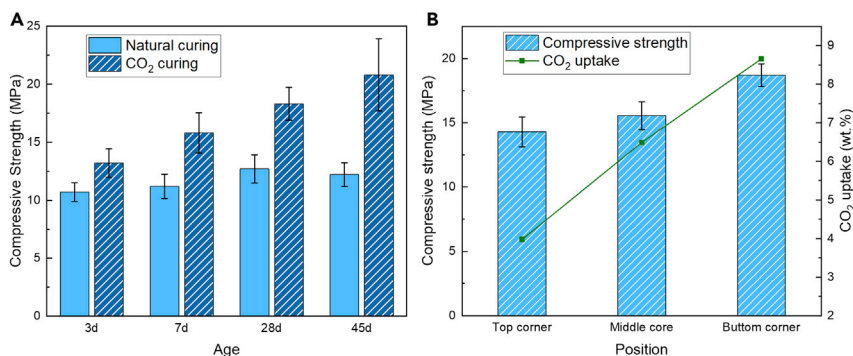 A
Compressive Strength (MPa)
25
20
15
10
5
0
Natural curing
CO₂ curing
3d
7d
28d
45d
Age
B
Compressive strength (MPa)
20
15
10
5
0
Compressive strength
CO₂ uptake
Top corner
Middle core
Buttom corner
Position
9
8
7
6
5
4
3
2
CO₂ uptake (wt.%)